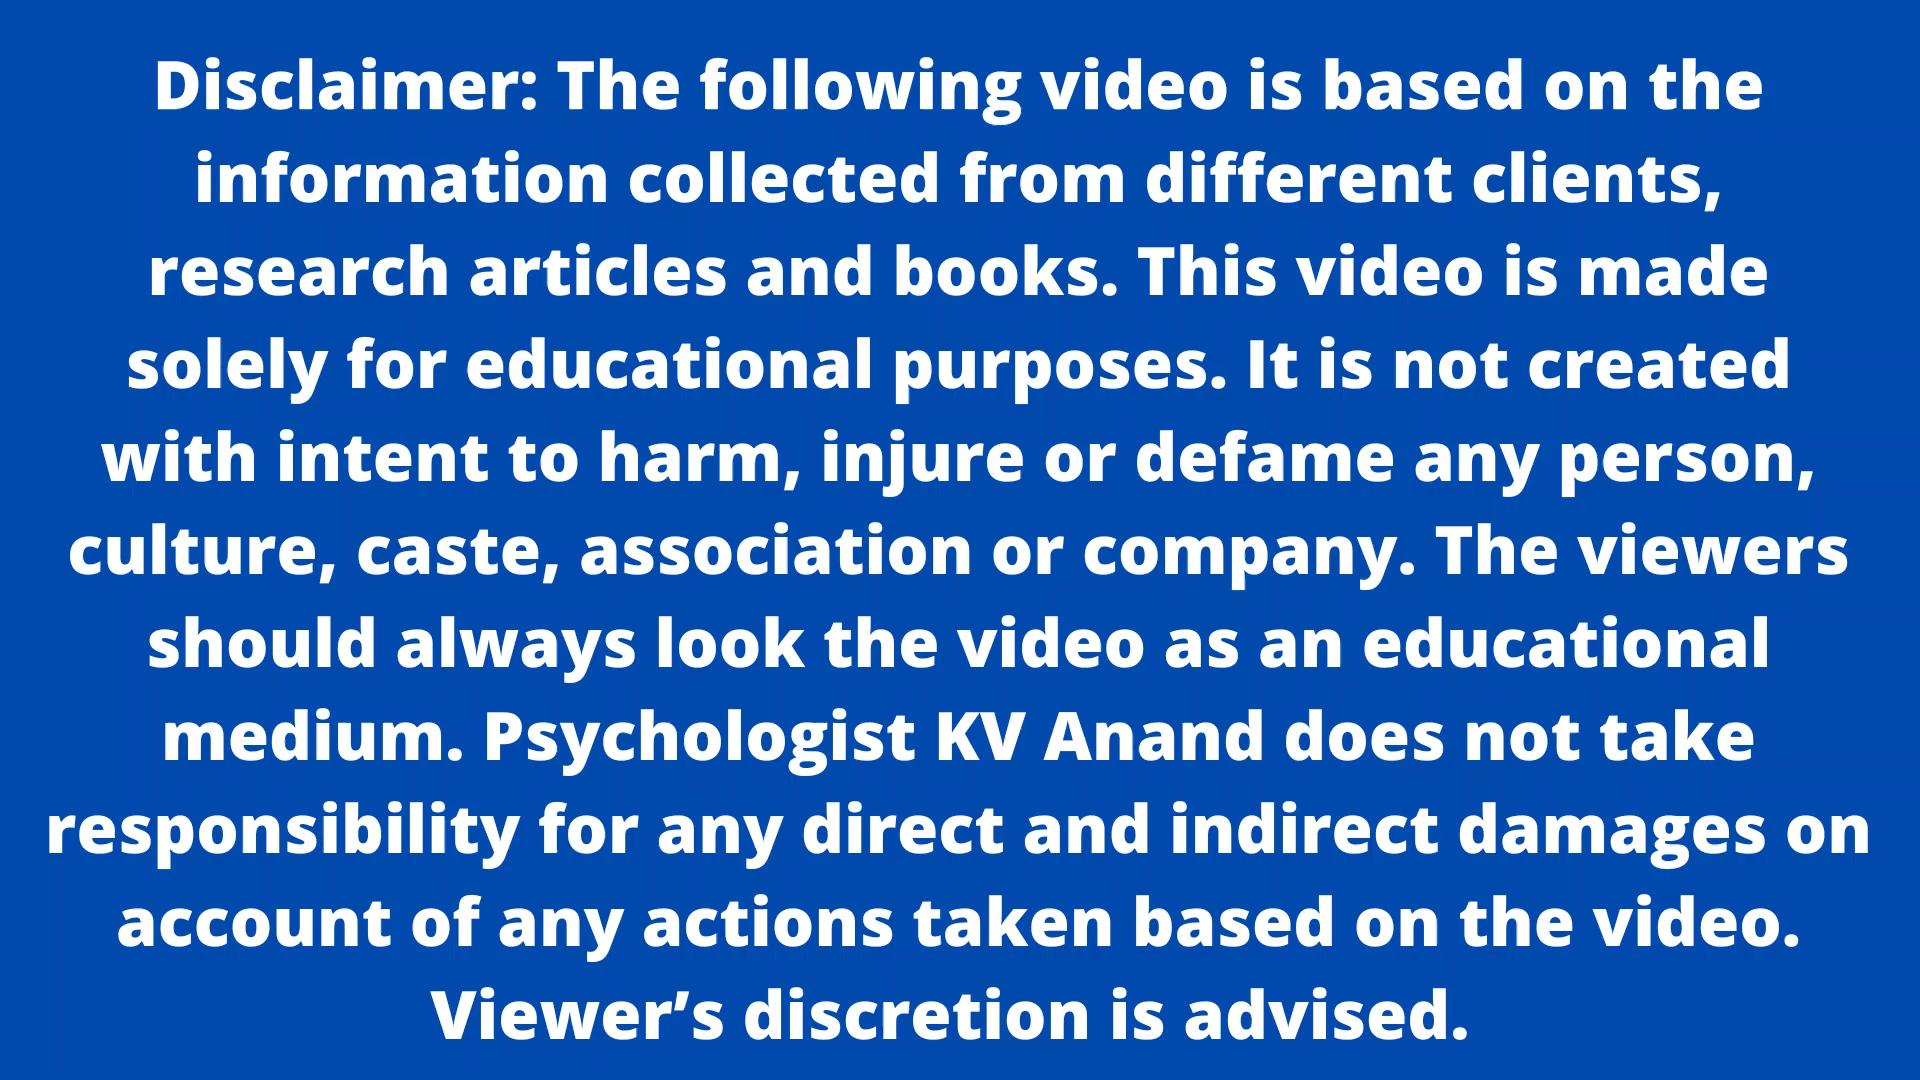 Disclaimer: The following video is based on the
information collected from different clients,
research articles and books. This video is made
solely for educational purposes. It is not created
with intent to harm, injure or defame any person,
culture, caste, association or company. The viewers
should always look the video as an educational
medium. Psychologist KV Anand does not take
responsibility for any direct and indirect damages on
account of any actions taken based on the video.
Viewer’s discretion is advised.